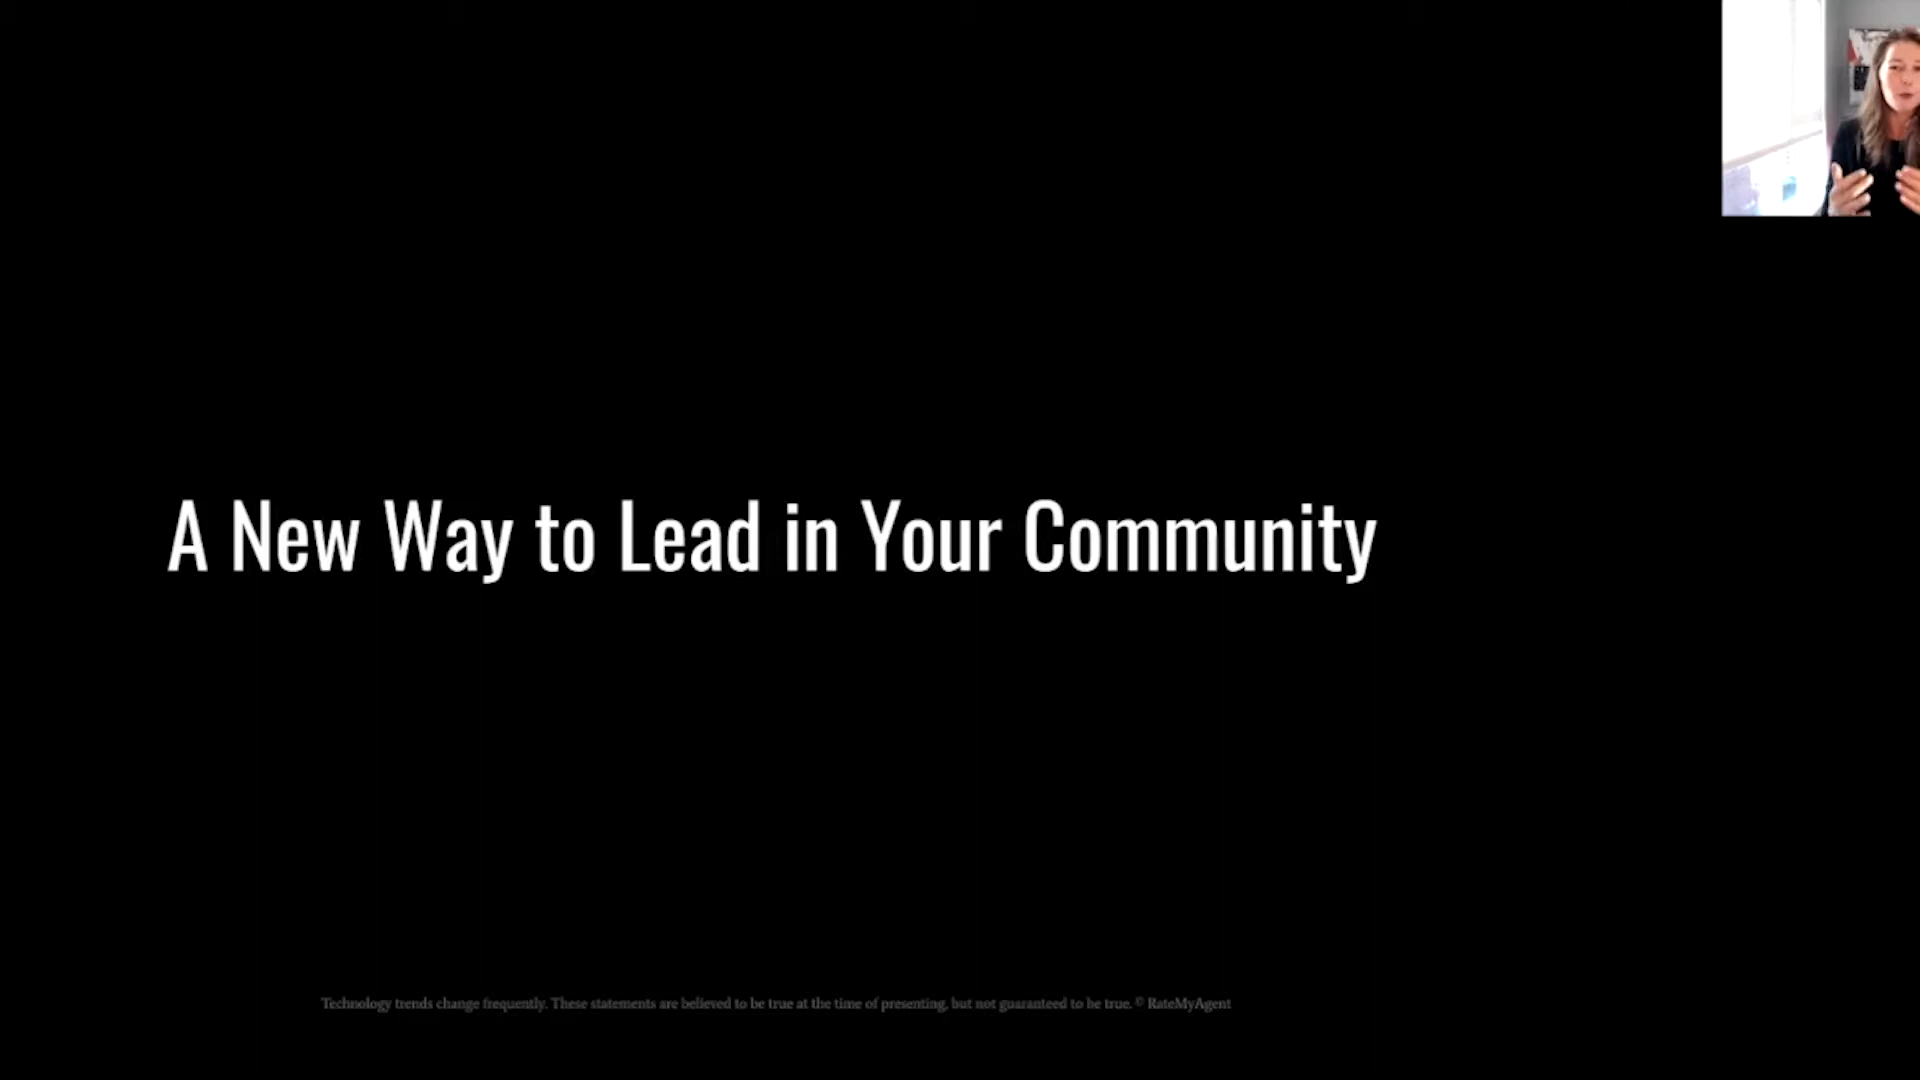 A New Way to Lead in Your Community
Technology trends change frequently. These statements are believed to be true at the time of presenting, but not guaranteed to be true. © RateMyAgent